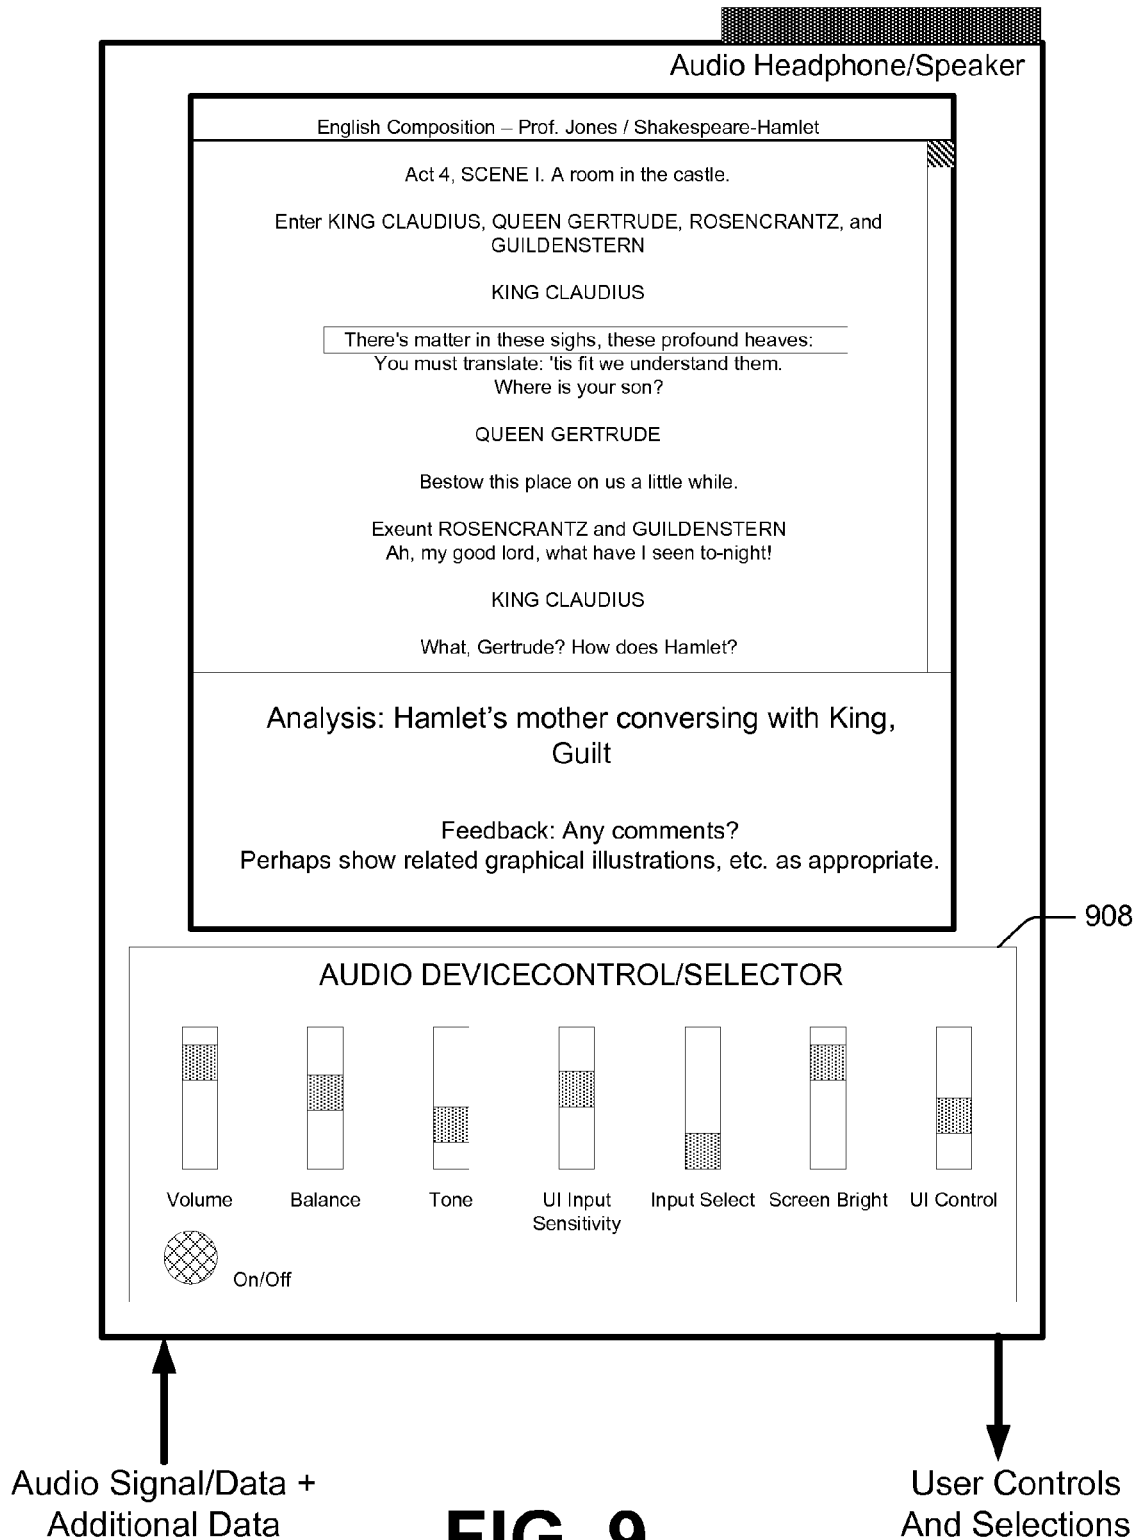 Audio Headphone/Speaker
English Composition – Prof. Jones / Shakespeare-Hamlet
Act 4, SCENE I. A room in the castle.
Enter KING CLAUDIUS, QUEEN GERTRUDE, ROSENCRANTZ, and
GUILDENSTERN
KING CLAUDIUS
There's matter in these sighs, these profound heaves:
You must translate: 'tis fit we understand them.
Where is your son?
QUEEN GERTRUDE
Bestow this place on us a little while.
Exeunt ROSENCRANTZ and GUILDENSTERN
Ah, my good lord, what have I seen to-night!
KING CLAUDIUS
What, Gertrude? How does Hamlet?
Analysis: Hamlet's mother conversing with King,
Guilt
Feedback: Any comments?
Perhaps show related graphical illustrations, etc. as appropriate.
908
AUDIO DEVICECONTROL/SELECTOR
Volume Balance Tone UI Input Input Select Screen Bright UI Control
Sensitivity
On/Off
Audio Signal/Data + User Controls
Additional Data FIG. 9 And Selections